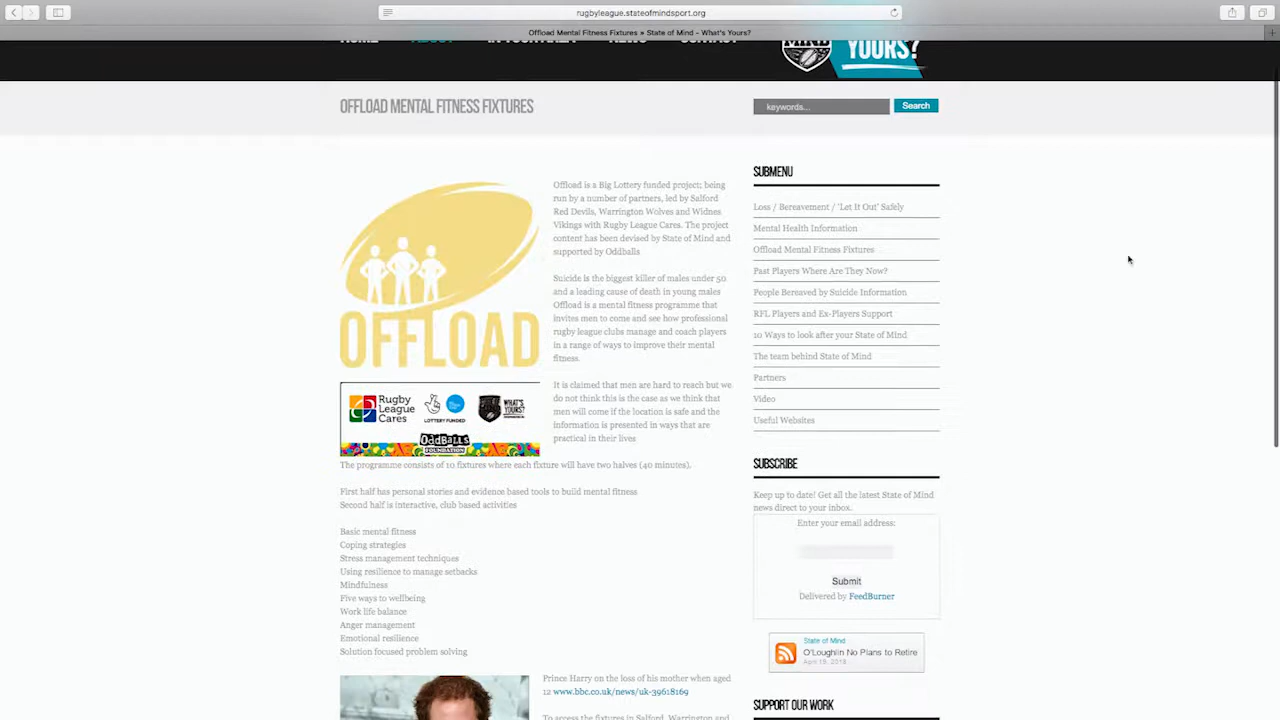 rugbyleague.stateofmindsport.org
Offload Mental Fitness Fixtures » State of Mind - What's Yours?
YOURS?
OFFLOAD MENTAL FITNESS FIXTURES
keywords...
Search
OFFLOAD
Rugby
League
Cares
LOTTERY FUNDED
WHAT'S
YOURS?
OddBalls
FOUNDATION
Offload is a Big Lottery funded project; being
run by a number of partners, led by Salford
Red Devils, Warrington Wolves and Widnes
Vikings with Rugby League Cares. The project
content has been devised by State of Mind and
supported by Oddballs
Suicide is the biggest killer of males under 50
and a leading cause of death in young males
Offload is a mental fitness programme that
invites men to come and see how professional
rugby league clubs manage and coach players
in a range of ways to improve their mental
fitness.
It is claimed that men are hard to reach but we
do not think this is the case as we think that
men will come if the location is safe and the
information is presented in ways that are
practical in their lives
The programme consists of 10 fixtures where each fixture will have two halves (40 minutes).
First half has personal stories and evidence based tools to build mental fitness
Second half is interactive, club based activities
Basic mental fitness
Coping strategies
Stress management techniques
Using resilience to manage setbacks
Mindfulness
Five ways to wellbeing
Work life balance
Anger management
Emotional resilience
Solution focused problem solving
Prince Harry on the loss of his mother when aged
12 www.bbc.co.uk/news/uk-39618169
To access the fixtures in Salford, Warrington and
SUBMENU
Loss / Bereavement / 'Let It Out' Safely
Mental Health Information
Offload Mental Fitness Fixtures
Past Players Where Are They Now?
People Bereaved by Suicide Information
RFL Players and Ex-Players Support
10 Ways to look after your State of Mind
The team behind State of Mind
Partners
Video
Useful Websites
SUBSCRIBE
Keep up to date! Get all the latest State of Mind
news direct to your inbox.
Enter your email address:
Submit
Delivered by FeedBurner
State of Mind
O'Loughlin No Plans to Retire
April 19, 2018
SUPPORT OUR WORK